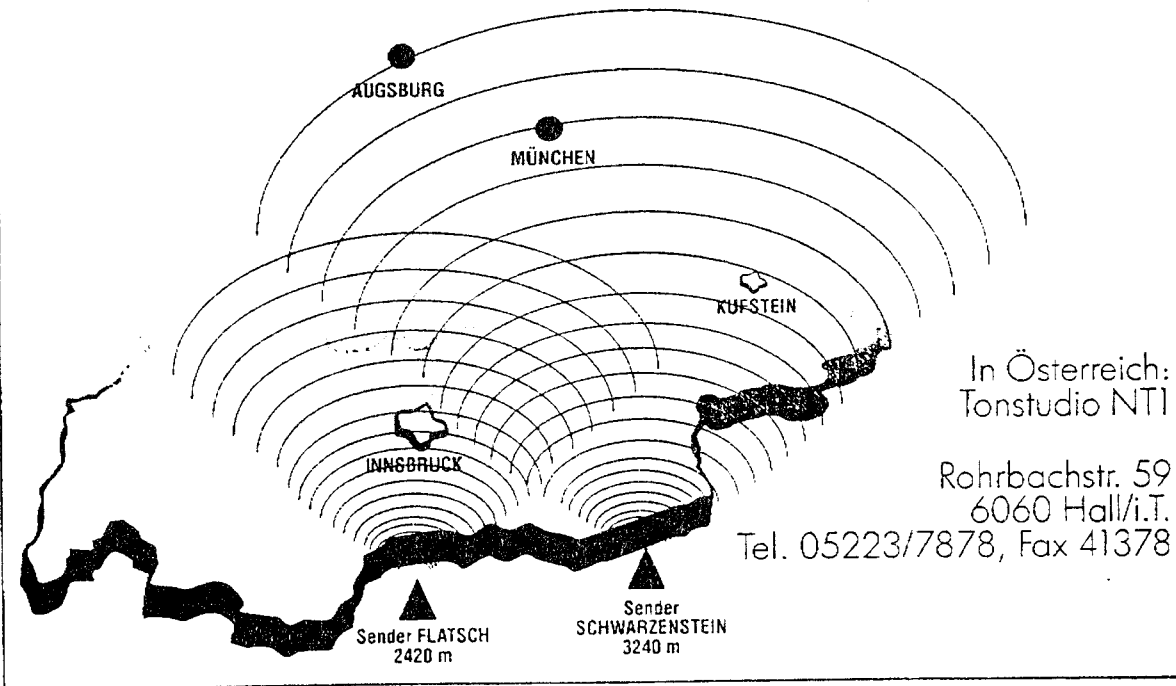 AUGSBURG
MÜNCHEN
KUFSTEIN
INNSBRUCK
In Österreich:
Tonstudio NT1
Rohrbachstr. 59
6060 Hall/i.T.
Tel. 05223/7878, Fax 41378
Sender FLATSCH
2420 m
Sender
SCHWARZENSTEIN
3240 m